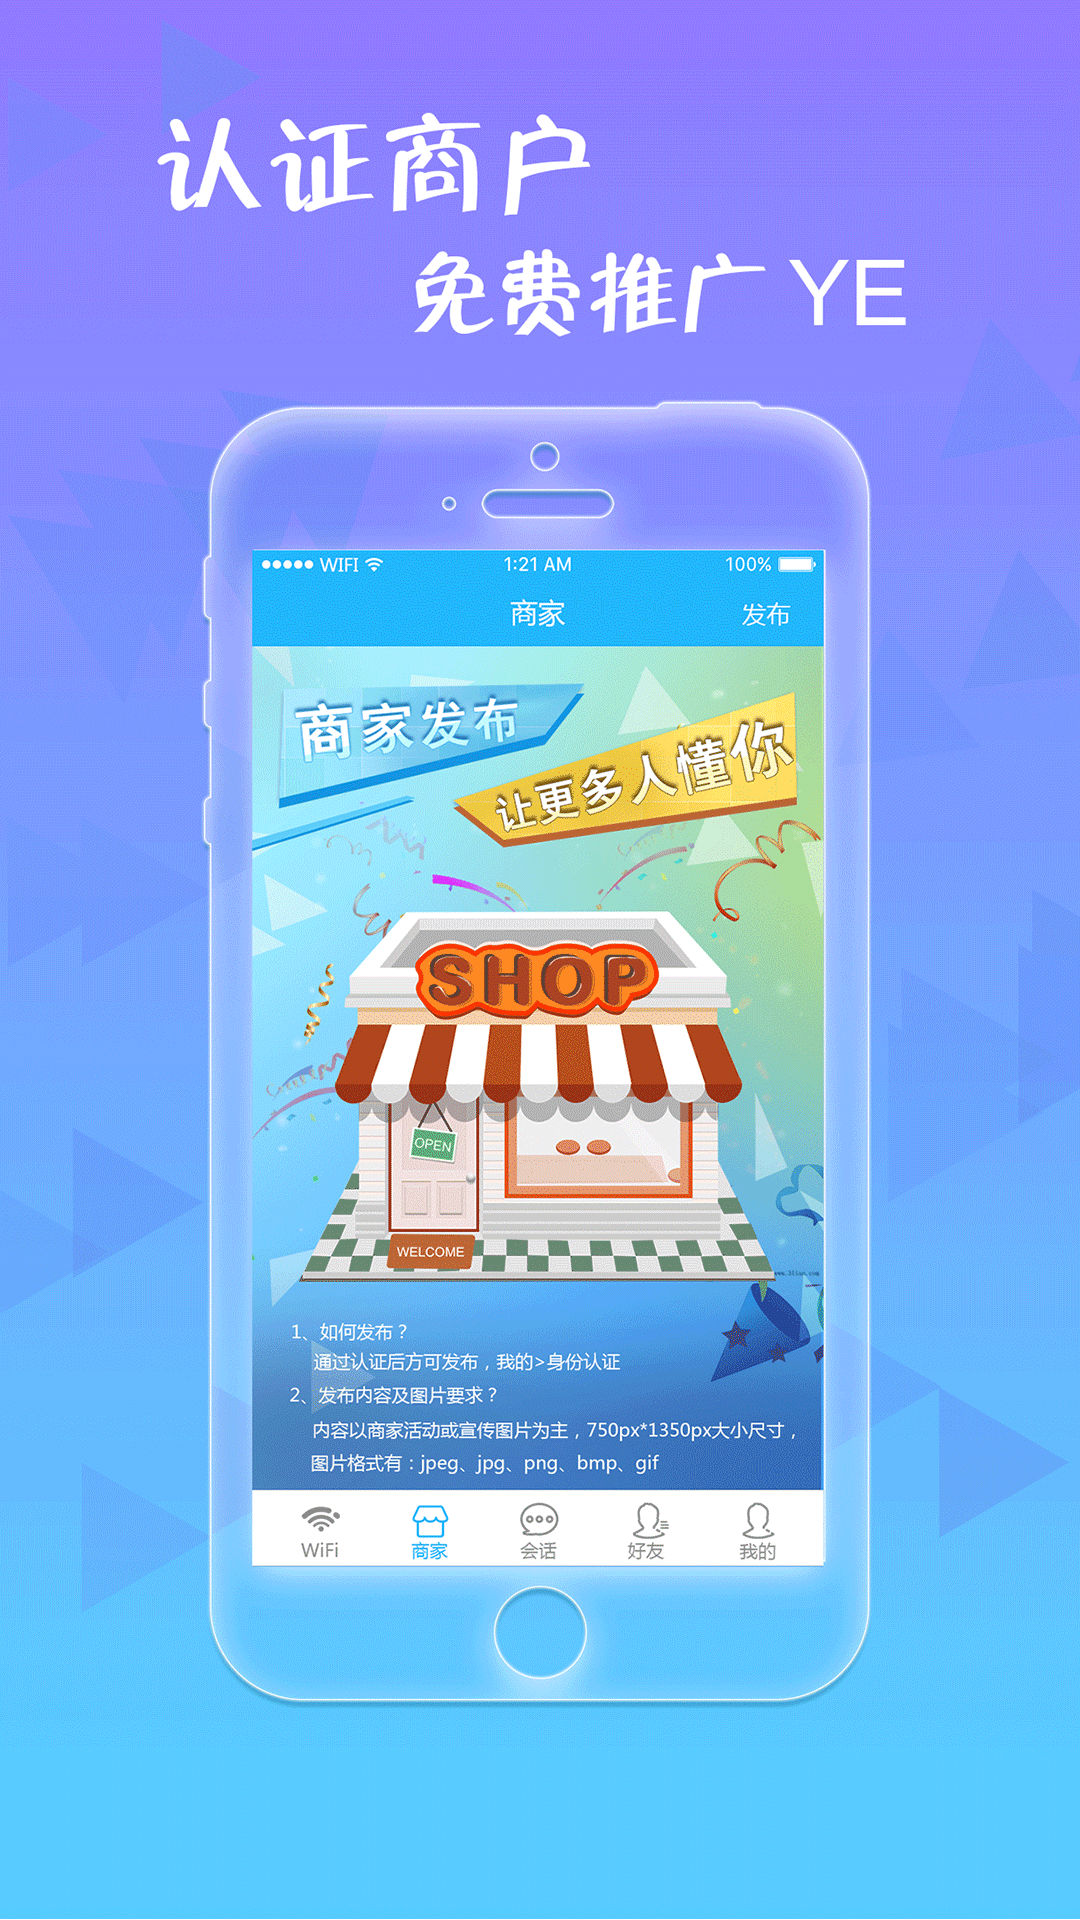 认证商户
免费推广YE
WIFI 1:21 AM 100%
商家 发布
商家发布
让更多人懂你
SHOP
OPEN
WELCOME
1、如何发布？
通过认证后方可发布，我的>身份认证
2、发布内容及图片要求？
内容以商家活动或宣传图片为主，750px*1350px大小尺寸，
图片格式有：jpeg、jpg、png、bmp、gif
WiFi 商家 会话 好友 我的